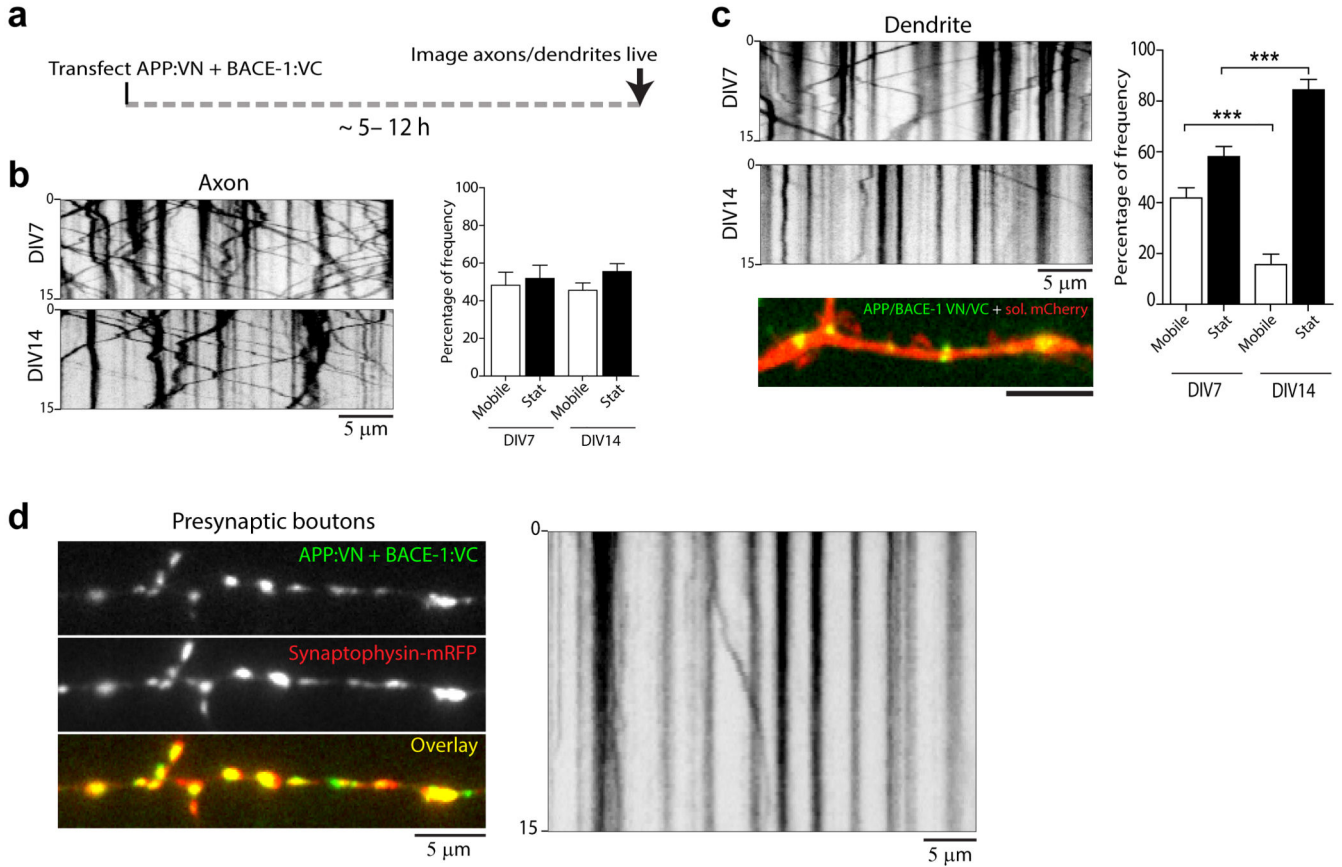 a
Transfect APP:VN + BACE-1:VC
Image axons/dendrites live
~ 5– 12 h
b
Axon
0
DIV7
15
0
DIV14
15
5 μm
Percentage of frequency
100
80
60
40
20
0
Mobile
Stat
Mobile
Stat
DIV7
DIV14
c
Dendrite
0
DIV7
15
0
DIV14
15
5 μm
APP/BACE-1 VN/VC + sol. mCherry
Percentage of frequency
100
80
60
40
20
0
***
***
Mobile
Stat
Mobile
Stat
DIV7
DIV14
d
Presynaptic boutons
APP:VN + BACE-1:VC
Synaptophysin-mRFP
Overlay
5 μm
0
15
5 μm